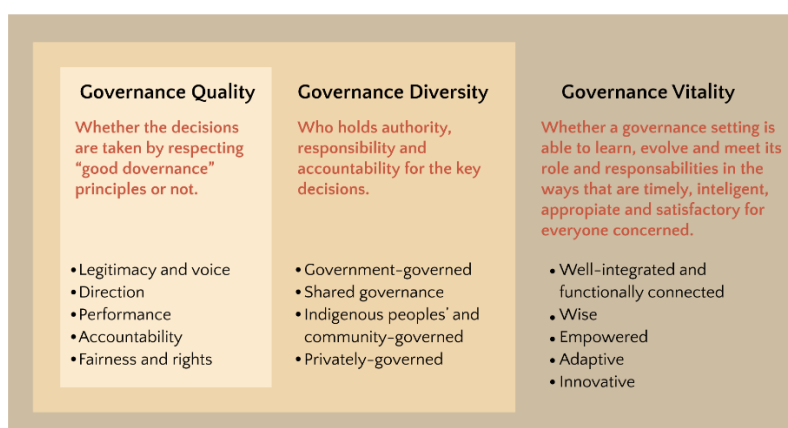 Governance Quality
Whether the decisions
are taken by respecting
“good dovernance”
principles or not.
• Legitimacy and voice
• Direction
• Performance
• Accountability
• Fairness and rights
Governance Diversity
Who holds authority,
responsibility and
accountability for the key
decisions.
• Government-governed
• Shared governance
• Indigenous peoples' and
community-governed
• Privately-governed
Governance Vitality
Whether a governance setting is
able to learn, evolve and meet its
role and responsabilities in the
ways that are timely, inteligent,
appropiate and satisfactory for
everyone concerned.
• Well-integrated and
functionally connected
• Wise
• Empowered
• Adaptive
• Innovative